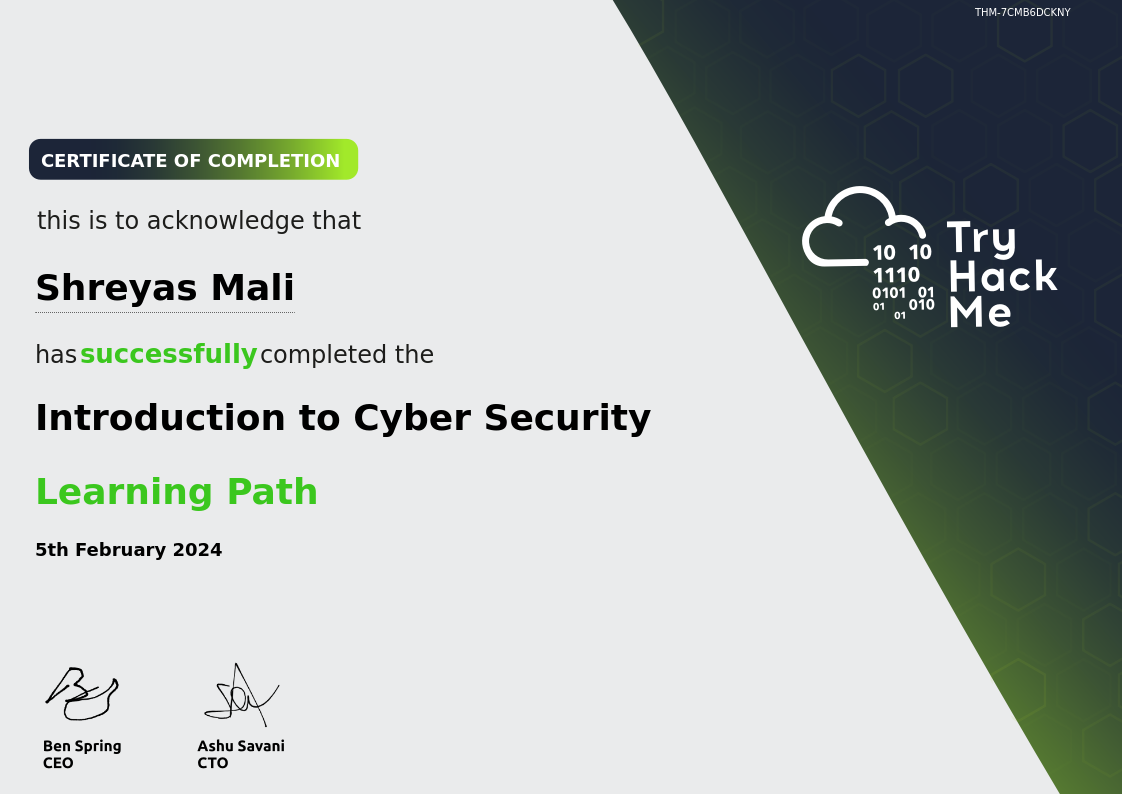 THM-7CMB6DCKNY
CERTIFICATE OF COMPLETION
this is to acknowledge that
Shreyas Mali
has successfully completed the
Introduction to Cyber Security
Learning Path
5th February 2024
10 10
1110
0101 01
01 010
01
Try
Hack
Me
Ben Spring
CEO
Ashu Savani
CTO